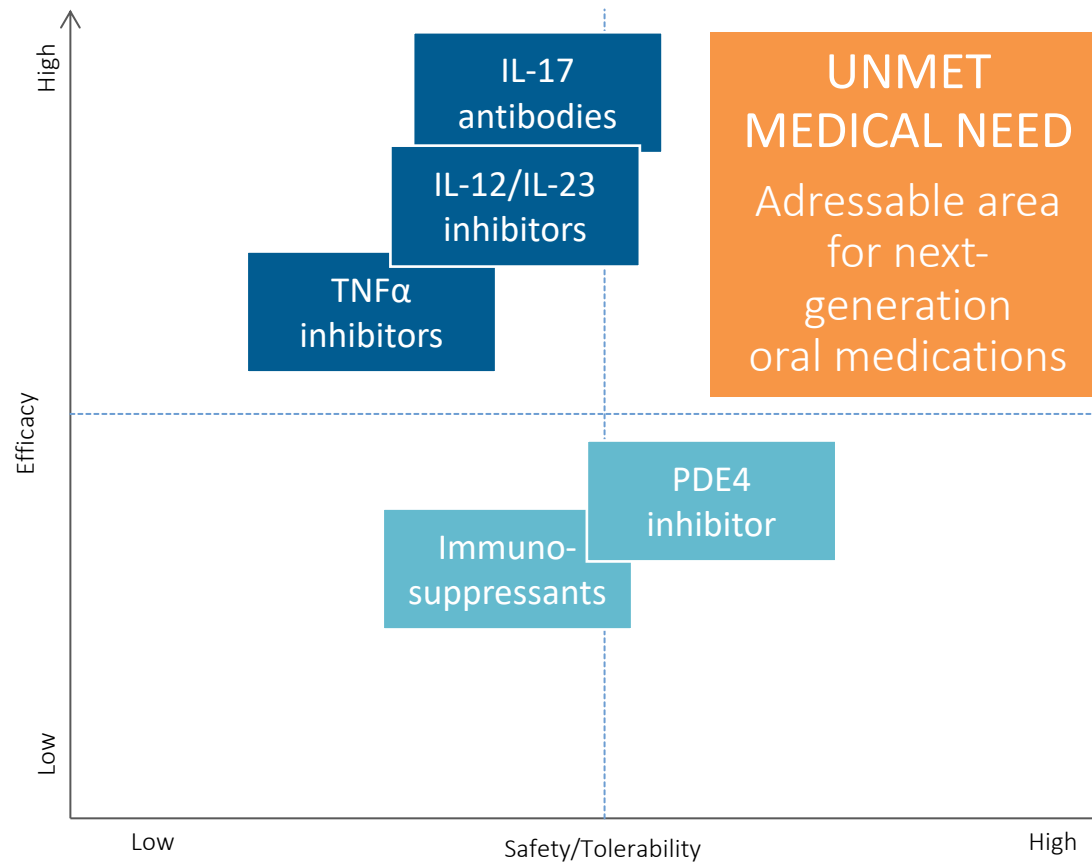 High
IL-17
antibodies
UNMET
MEDICAL NEED
Adressable area
for next-
generation
oral medications
IL-12/IL-23
inhibitors
TNFα
inhibitors
Efficacy
PDE4
inhibitor
Immuno-
suppressants
Low
Low
Safety/Tolerability
High